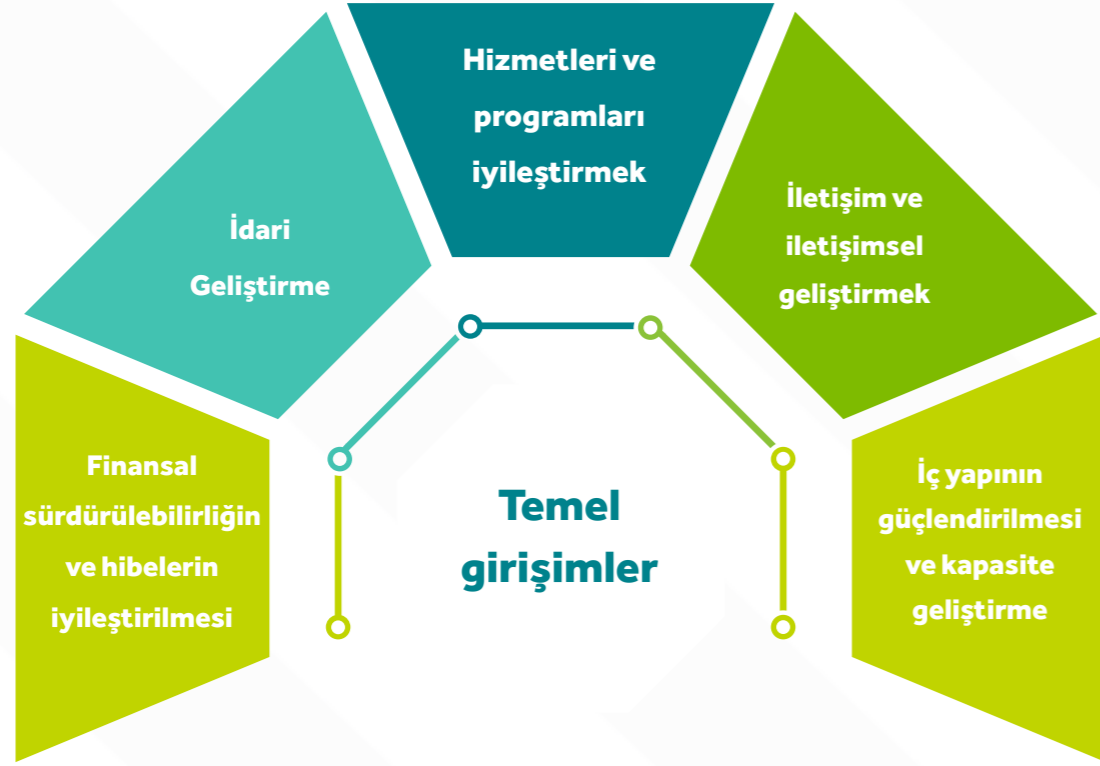 Hizmetleri ve
programları
iyileştirmek
İdari
Geliştirme
İletişim ve
iletişimsel
geliştirmek
Finansal
sürdürülebilirliğin
ve hibelerin
iyileştirilmesi
Temel
girişimler
İç yapının
güçlendirilmesi
ve kapasite
geliştirme